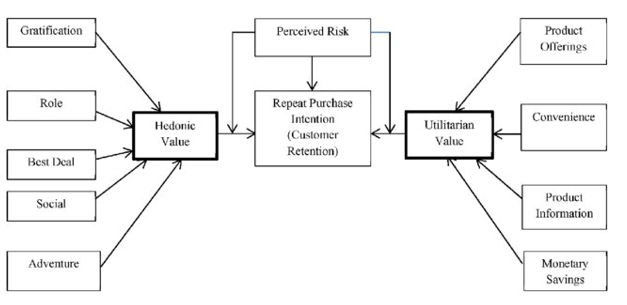 Gratification
Role
Best Deal
Social
Adventure
Hedonic
Value
Perceived Risk
Repeat Purchase
Intention
(Customer
Retention)
Utilitarian
Value
Product
Offerings
Convenience
Product
Information
Monetary
Savings